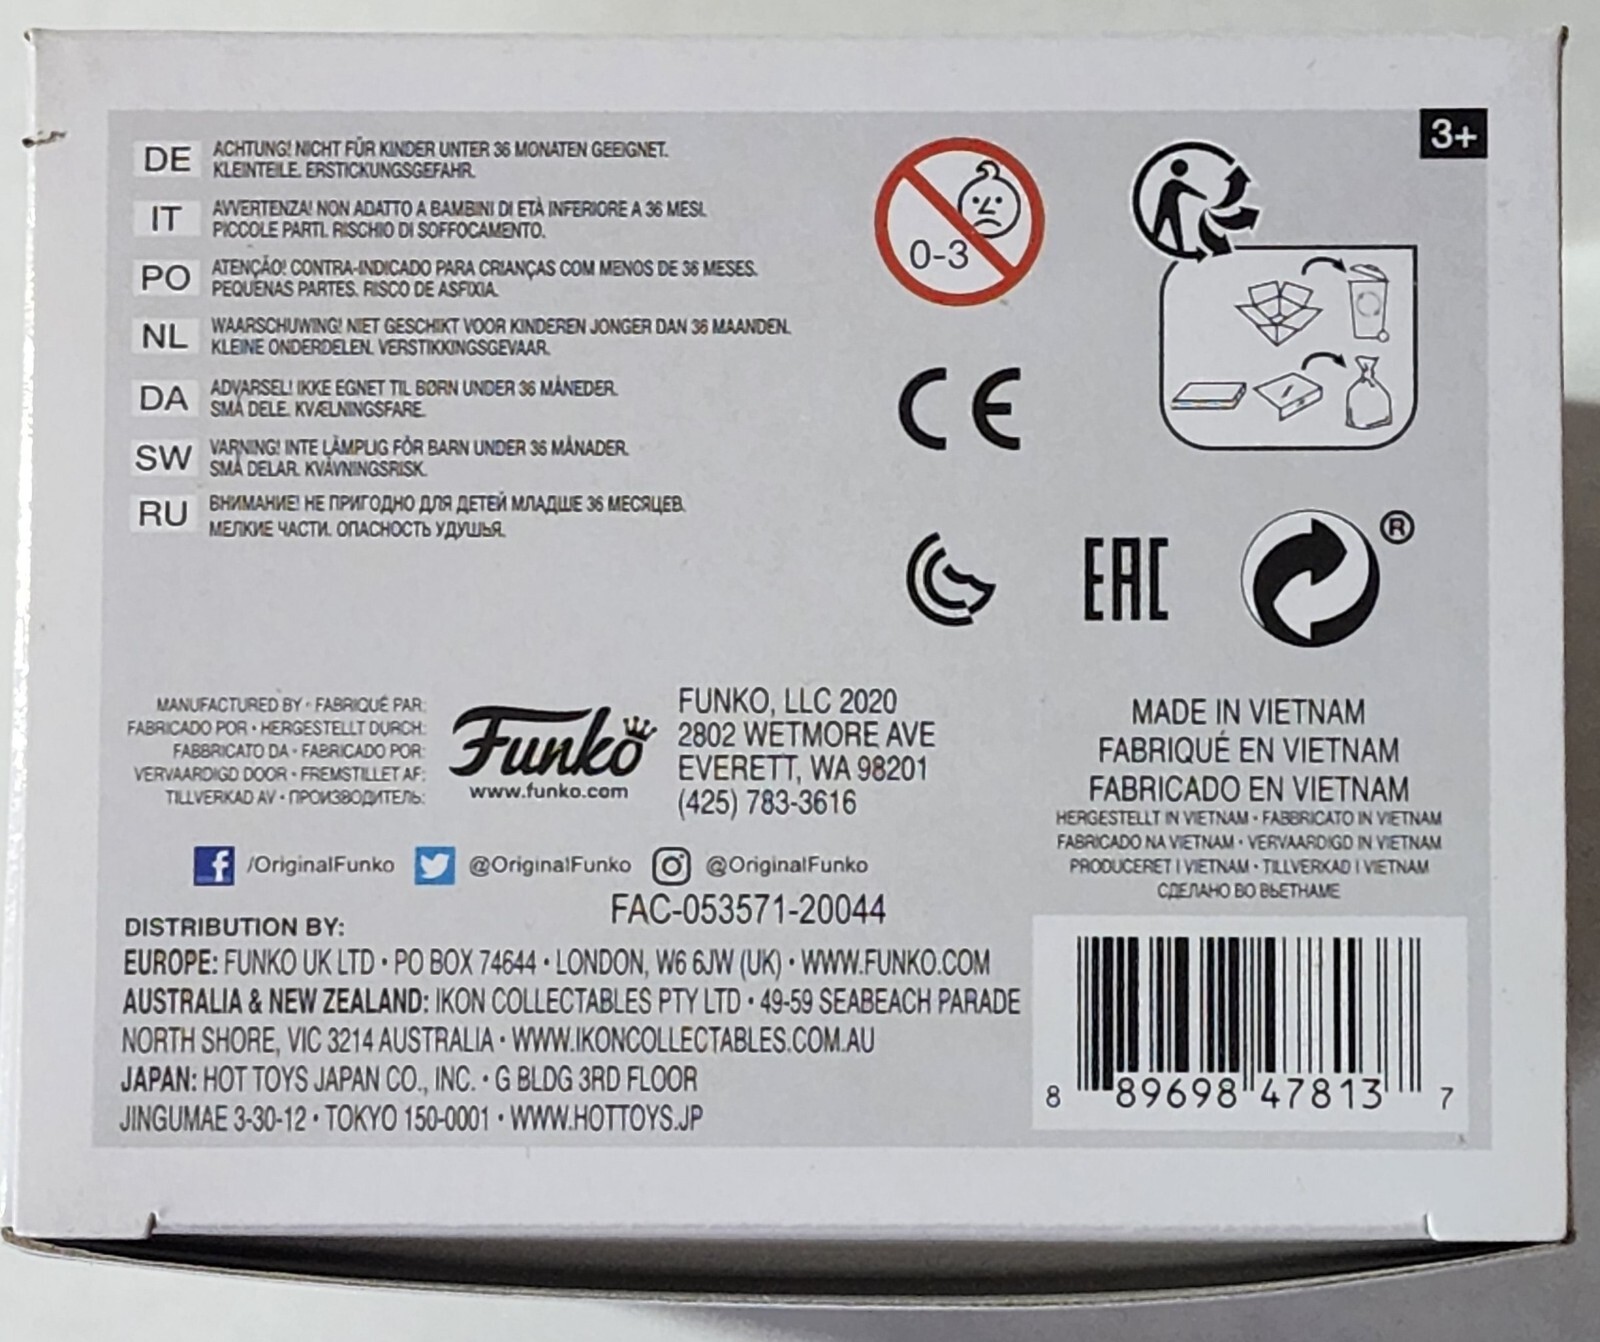 3+
DE
ACHTUNG! NICHT FÜR KINDER UNTER 36 MONATEN GEEIGNET.
KLEINTEILE. ERSTICKUNGSGEFAHR.
IT
AVVERTENZA! NON ADATTO A BAMBINI DI ETÀ INFERIORE A 36 MESI.
PICCOLE PARTI. RISCHIO DI SOFFOCAMENTO.
PO
ATENÇÃO! CONTRA-INDICADO PARA CRIANÇAS COM MENOS DE 36 MESES.
PEQUENAS PARTES. RISCO DE ASFIXIA.
NL
WAARSCHUWING! NIET GESCHIKT VOOR KINDEREN JONGER DAN 36 MAANDEN.
KLEINE ONDERDELEN. VERSTIKKINGSGEVAAR.
DA
ADVARSEL! IKKE EGNET TIL BØRN UNDER 36 MÅNEDER.
SMÅ DELE. KVÆLNINGSFARE.
SW
VARNING! INTE LÄMPLIG FÖR BARN UNDER 36 MÅNADER.
SMÅ DELAR. KVÄVNINGSRISK.
RU
ВНИМАНИЕ! НЕ ПРИГОДНО ДЛЯ ДЕТЕЙ МЛАДШЕ 36 МЕСЯЦЕВ.
МЕЛКИЕ ЧАСТИ. ОПАСНОСТЬ УДУШЬЯ.
0-3
CE
EAC
®
MANUFACTURED BY • FABRIQUÉ PAR:
FABRICADO POR • HERGESTELLT DURCH:
FABBRICATO DA • FABRICADO POR:
VERVAARDIGD DOOR • FREMSTILLET AF:
TILLVERKAD AV • ПРОИЗВОДИТЕЛЬ:
Funko
www.funko.com
FUNKO, LLC 2020
2802 WETMORE AVE
EVERETT, WA 98201
(425) 783-3616
MADE IN VIETNAM
FABRIQUÉ EN VIETNAM
FABRICADO EN VIETNAM
HERGESTELLT IN VIETNAM • FABBRICATO IN VIETNAM
FABRICADO NA VIETNAM • VERVAARDIGD IN VIETNAM
PRODUCERET I VIETNAM • TILLVERKAD I VIETNAM
СДЕЛАНО ВО ВЬЕТНАМЕ
f /OriginalFunko @OriginalFunko @OriginalFunko
FAC-053571-20044
DISTRIBUTION BY:
EUROPE: FUNKO UK LTD • PO BOX 74644 • LONDON, W6 6JW (UK) • WWW.FUNKO.COM
AUSTRALIA & NEW ZEALAND: IKON COLLECTABLES PTY LTD • 49-59 SEABEACH PARADE
NORTH SHORE, VIC 3214 AUSTRALIA • WWW.IKONCOLLECTABLES.COM.AU
JAPAN: HOT TOYS JAPAN CO., INC. • G BLDG 3RD FLOOR
JINGUMAE 3-30-12 • TOKYO 150-0001 • WWW.HOTTOYS.JP
8 89698 47813 7